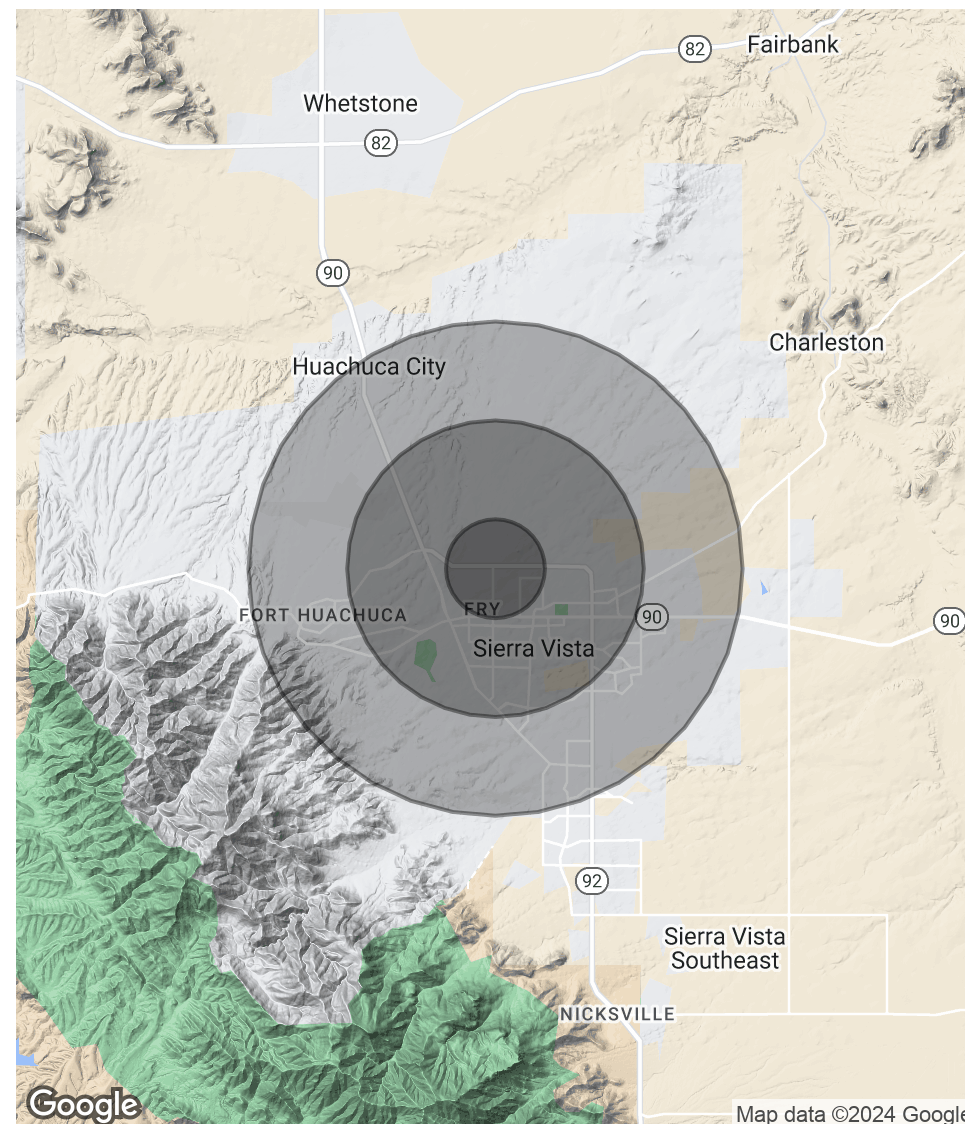 82
Fairbank
Whetstone
82
90
Charleston
Huachuca City
FORT HUACHUCA
FRY
90
90
Sierra Vista
92
Sierra Vista
Southeast
NICKSVILLE
Google
Map data ©2024 Google